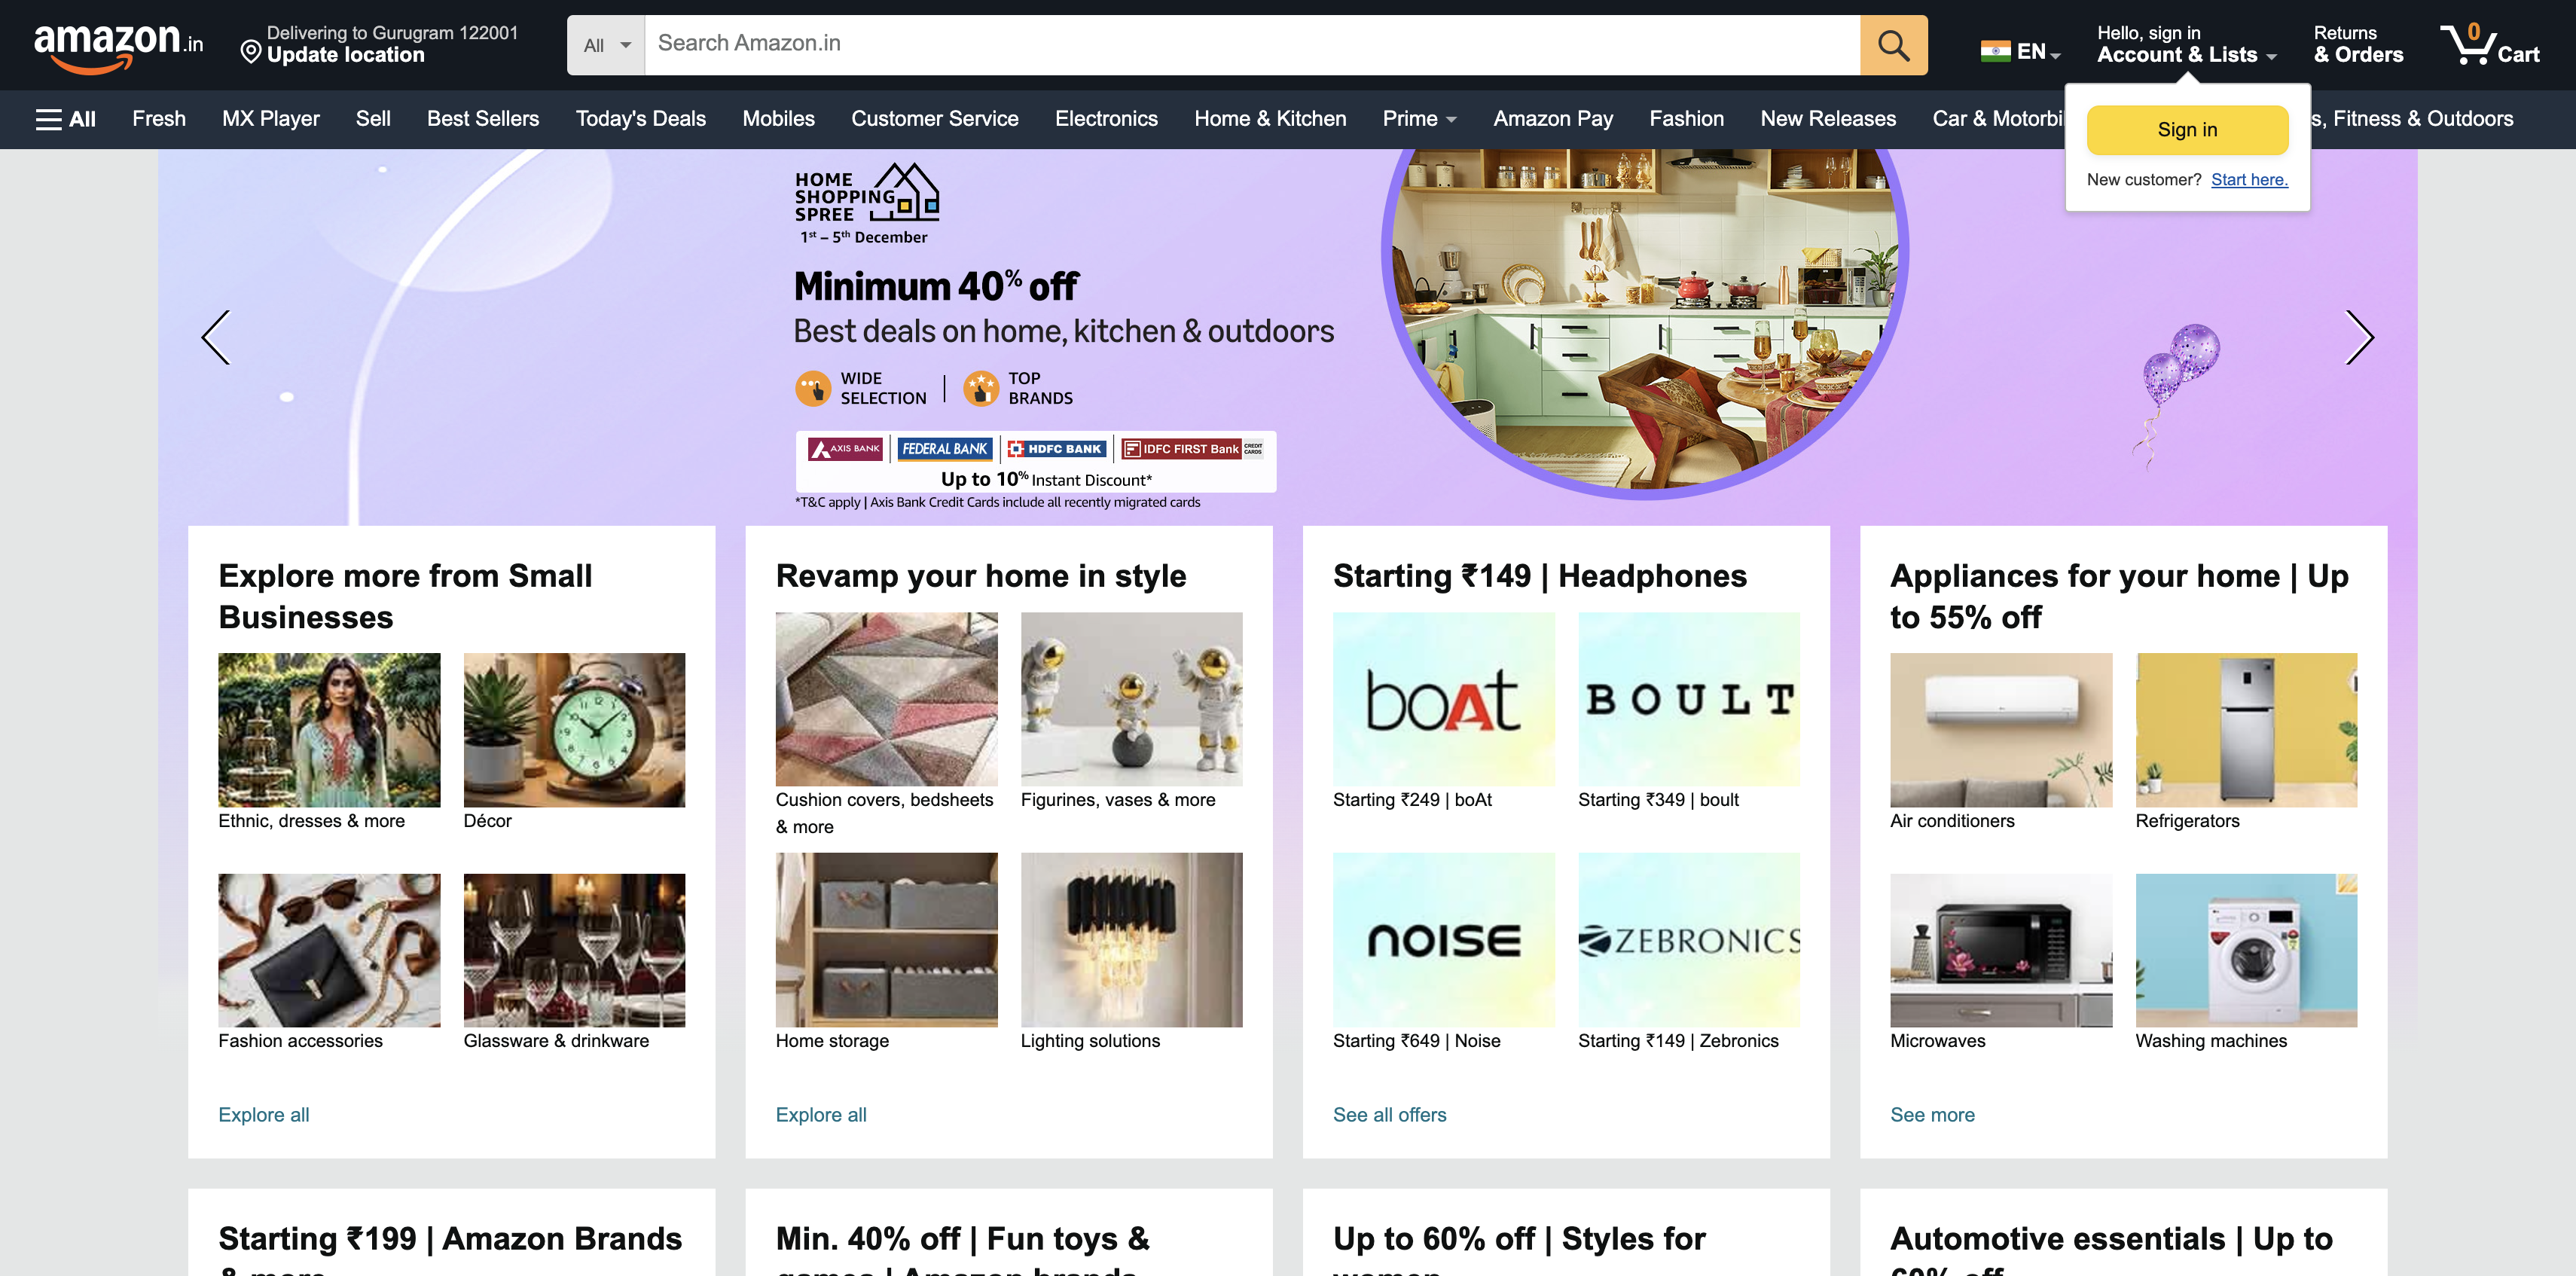 amazon.in
Delivering to Gurugram 122001
Update location
All
Search Amazon.in
EN
Hello, sign in
Account & Lists
Returns
& Orders
0
Cart
All
Fresh
MX Player
Sell
Best Sellers
Today's Deals
Mobiles
Customer Service
Electronics
Home & Kitchen
Prime
Amazon Pay
Fashion
New Releases
Car & Motorbi
s, Fitness & Outdoors
Sign in
New customer? Start here.
HOME
SHOPPING
SPREE
1st – 5th December
Minimum 40% off
Best deals on home, kitchen & outdoors
WIDE
SELECTION
TOP
BRANDS
AXIS BANK
FEDERAL BANK
HDFC BANK
IDFC FIRST Bank
CREDIT
CARDS
Up to 10% Instant Discount*
*T&C apply | Axis Bank Credit Cards include all recently migrated cards
Explore more from Small
Businesses
Ethnic, dresses & more
Décor
Fashion accessories
Glassware & drinkware
Explore all
Revamp your home in style
Cushion covers, bedsheets
& more
Figurines, vases & more
Home storage
Lighting solutions
Explore all
Starting ₹149 | Headphones
boAt
BOULT
Starting ₹249 | boAt
Starting ₹349 | boult
noise
ZEBRONICS
Starting ₹649 | Noise
Starting ₹149 | Zebronics
See all offers
Appliances for your home | Up
to 55% off
Air conditioners
Refrigerators
Microwaves
Washing machines
See more
Starting ₹199 | Amazon Brands
& more
Min. 40% off | Fun toys &
games | Amazon brands
Up to 60% off | Styles for
women
Automotive essentials | Up to
60% off